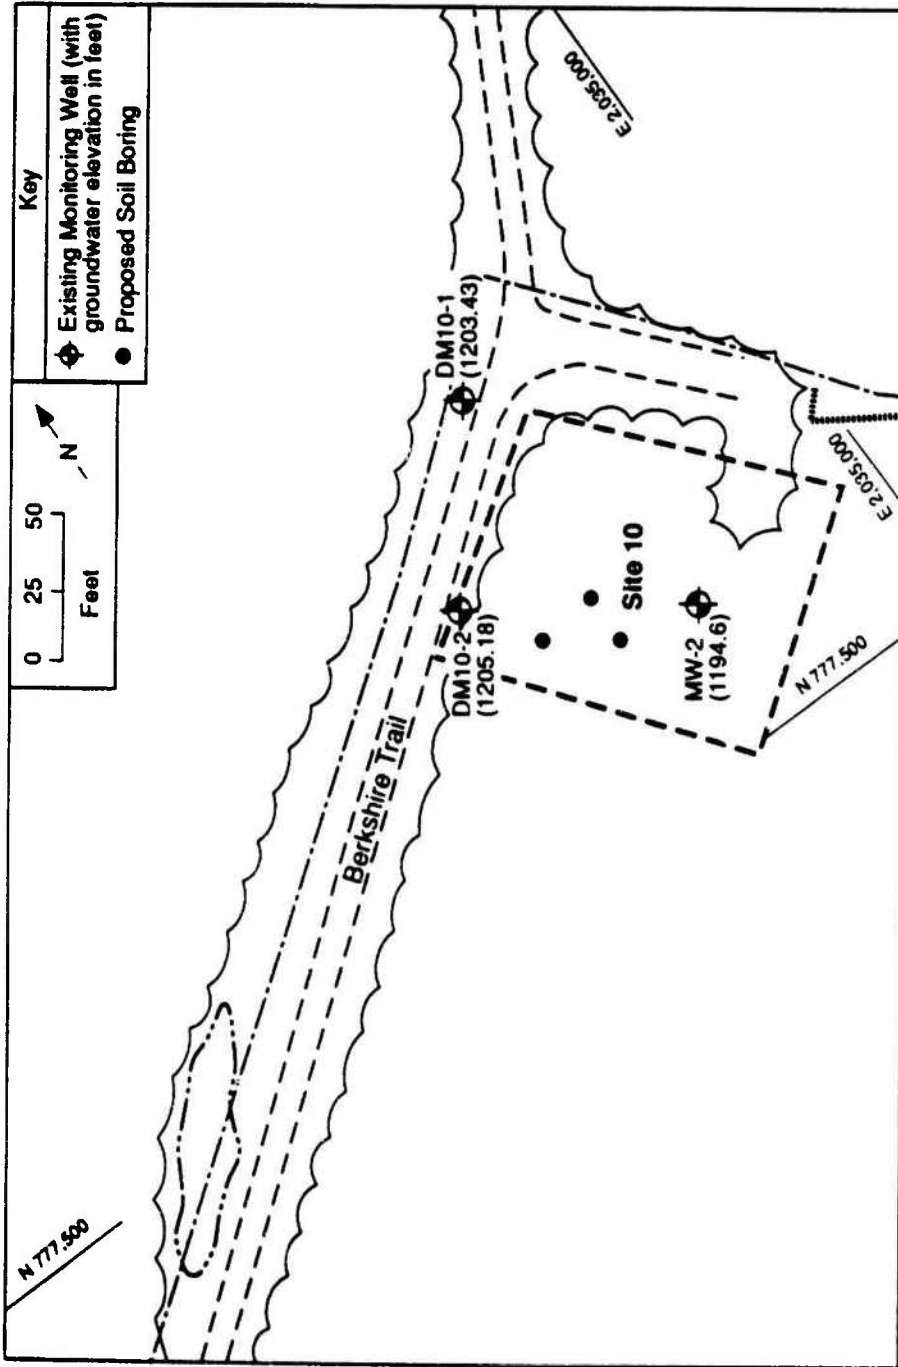 0 25 50
Feet
N
Key
Existing Monitoring Well (with
groundwater elevation in feet)
Proposed Soil Boring
N 777,500
Berkshire Trail
DM10-2
(1205.18)
DM10-1
(1203.43)
E 2,035,000
Site 10
MW-2
(1194.6)
N 777,500
E 2,035,000